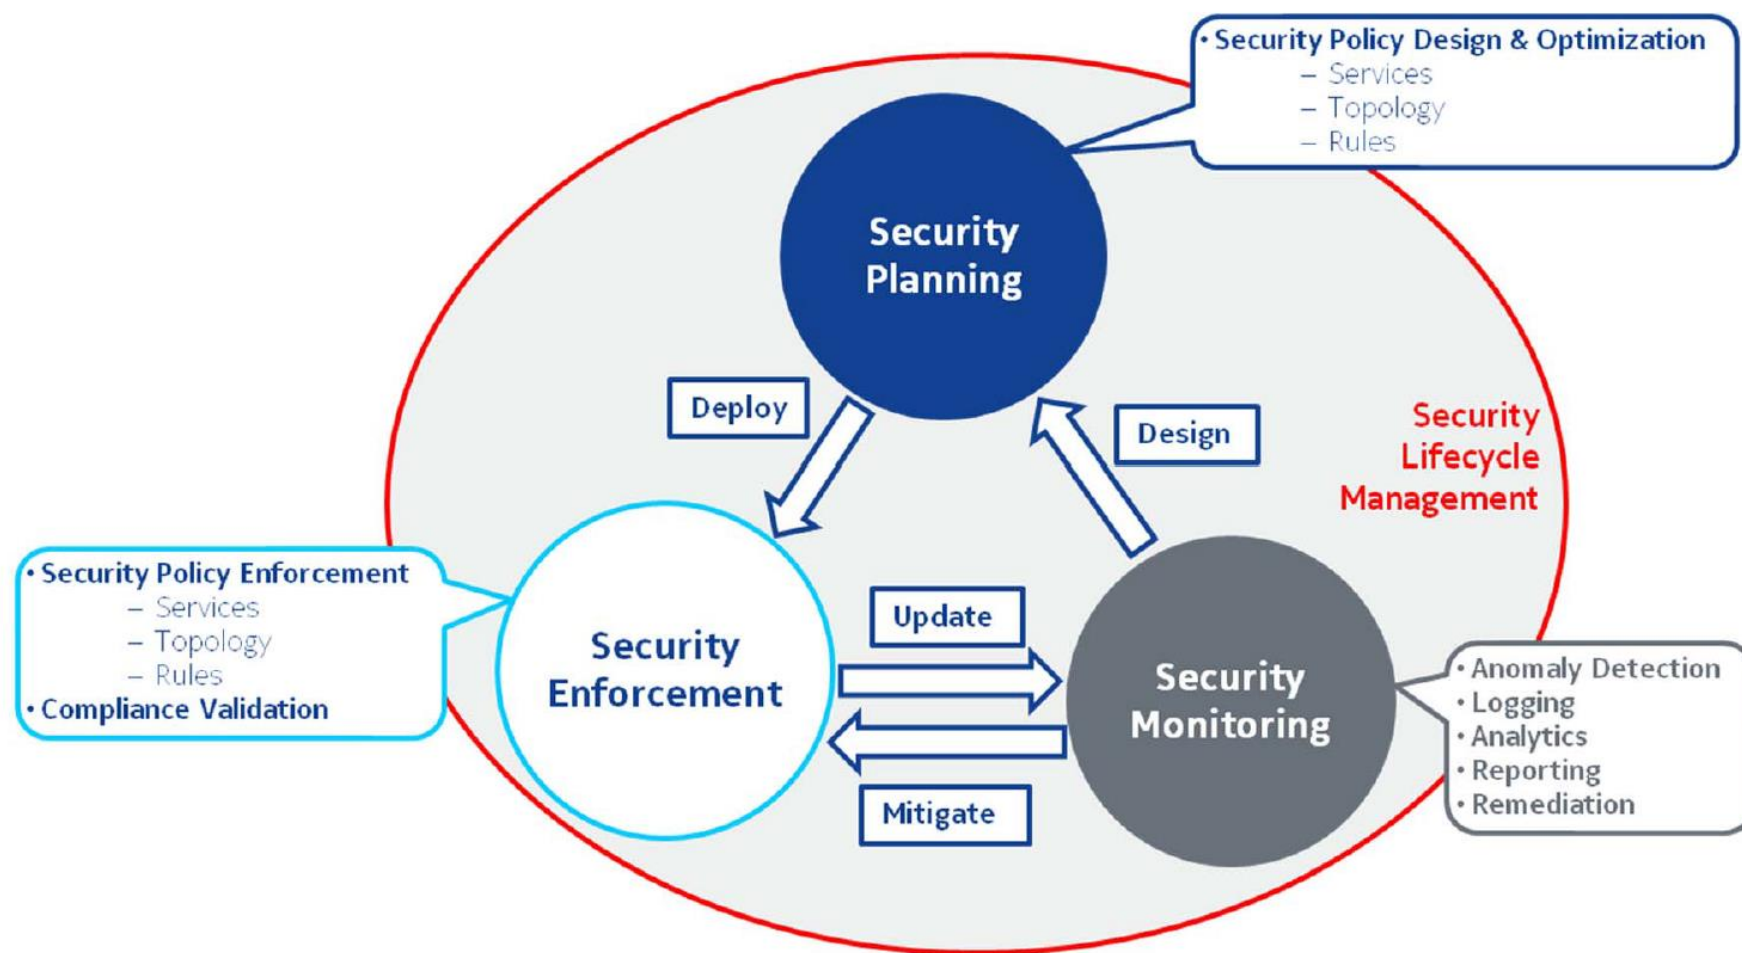 • Security Policy Design & Optimization
– Services
– Topology
– Rules
Security
Planning
Deploy
Design
Security
Lifecycle
Management
• Security Policy Enforcement
– Services
– Topology
– Rules
• Compliance Validation
Security
Enforcement
Update
Mitigate
Security
Monitoring
• Anomaly Detection
• Logging
• Analytics
• Reporting
• Remediation